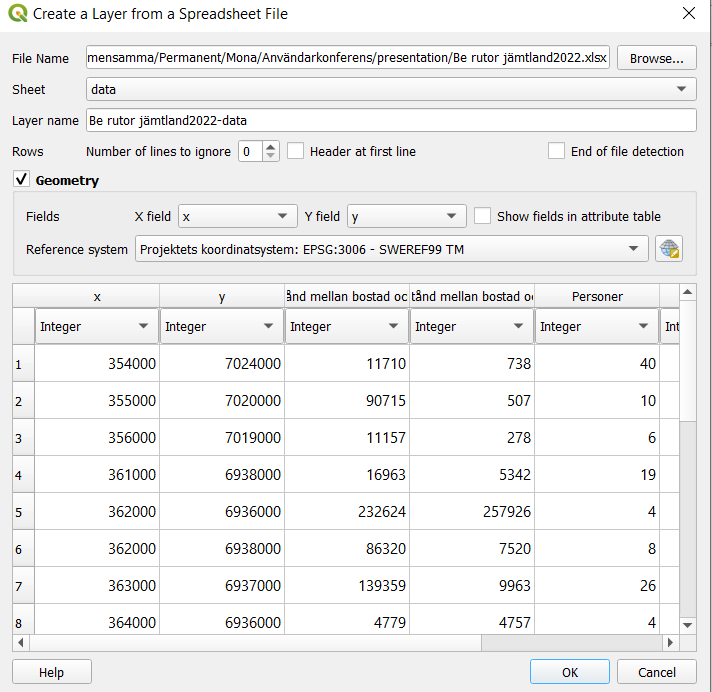 Create a Layer from a Spreadsheet File
File Name mensamma/Permanent/Mona/Användarkonferens/presentation/Be rutor jämtland2022.xlsx Browse...
Sheet data
Layer name Be rutor jämtland2022-data
Rows Number of lines to ignore 0 Header at first line End of file detection
Geometry
Fields X field x Y field y Show fields in attribute table
Reference system Projektets koordinatsystem: EPSG:3006 - SWEREF99 TM
x y ånd mellan bostad oc tånd mellan bostad oc Personer
Integer Integer Integer Integer Integer Int
1 354000 7024000 11710 738 40
2 355000 7020000 90715 507 10
3 356000 7019000 11157 278 6
4 361000 6938000 16963 5342 19
5 362000 6936000 232624 257926 4
6 362000 6938000 86320 7520 8
7 363000 6937000 139359 9963 26
8 364000 6936000 4779 4757 4
Help OK Cancel